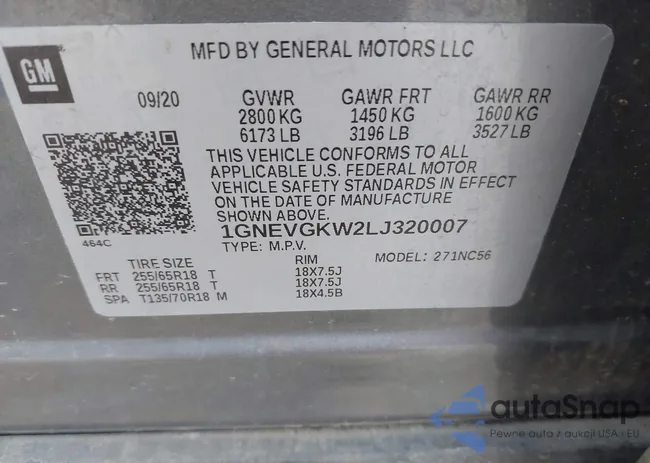 GM
MFD BY GENERAL MOTORS LLC
09/20 GVWR GAWR FRT GAWR RR
2800 KG 1450 KG 1600 KG
6173 LB 3196 LB 3527 LB
THIS VEHICLE CONFORMS TO ALL
APPLICABLE U.S. FEDERAL MOTOR
VEHICLE SAFETY STANDARDS IN EFFECT
ON THE DATE OF MANUFACTURE
SHOWN ABOVE.
464C
1GNEVGKW2LJ320007
TYPE: M.P.V.
TIRE SIZE RIM MODEL: 271NC56
FRT 255/65R18 T 18X7.5J
RR 255/65R18 T 18X7.5J
SPA T135/70R18 M 18X4.5B
autaSnap
Pewne auta z aukcji USA i EU